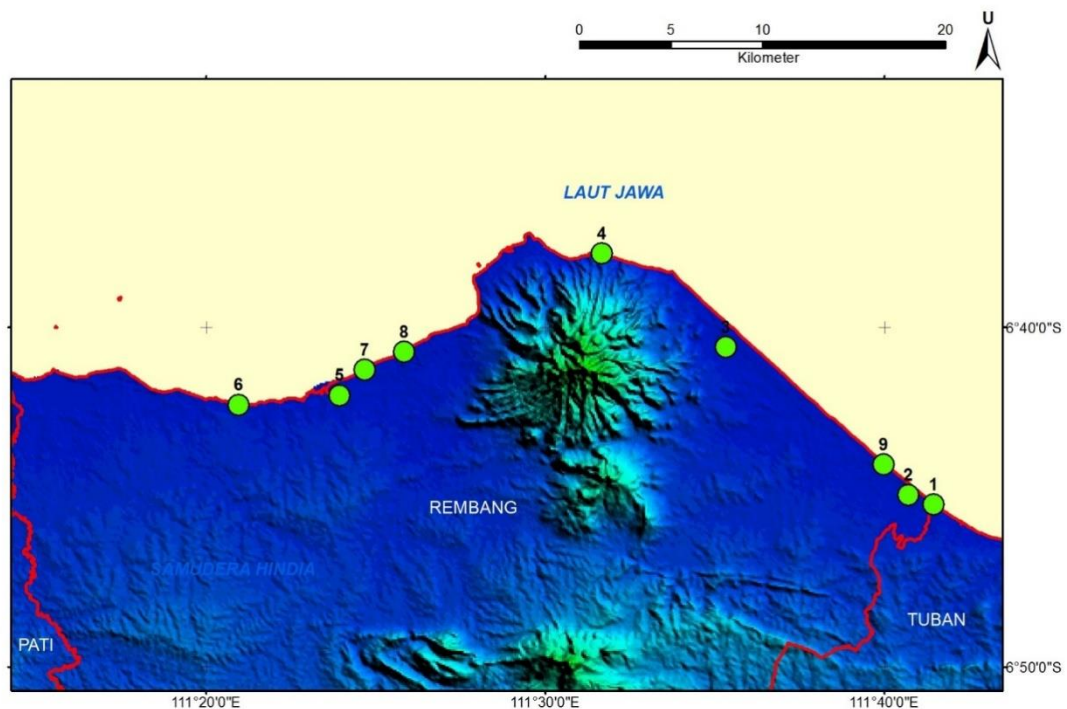 U
0 5 10 20
Kilometer
LAUT JAWA
4
3
6°40'0"S
8
7
5
6
9
2
1
REMBANG
SAMUDERA HINDIA
TUBAN
PATI
6°50'0"S
111°20'0"E 111°30'0"E 111°40'0"E